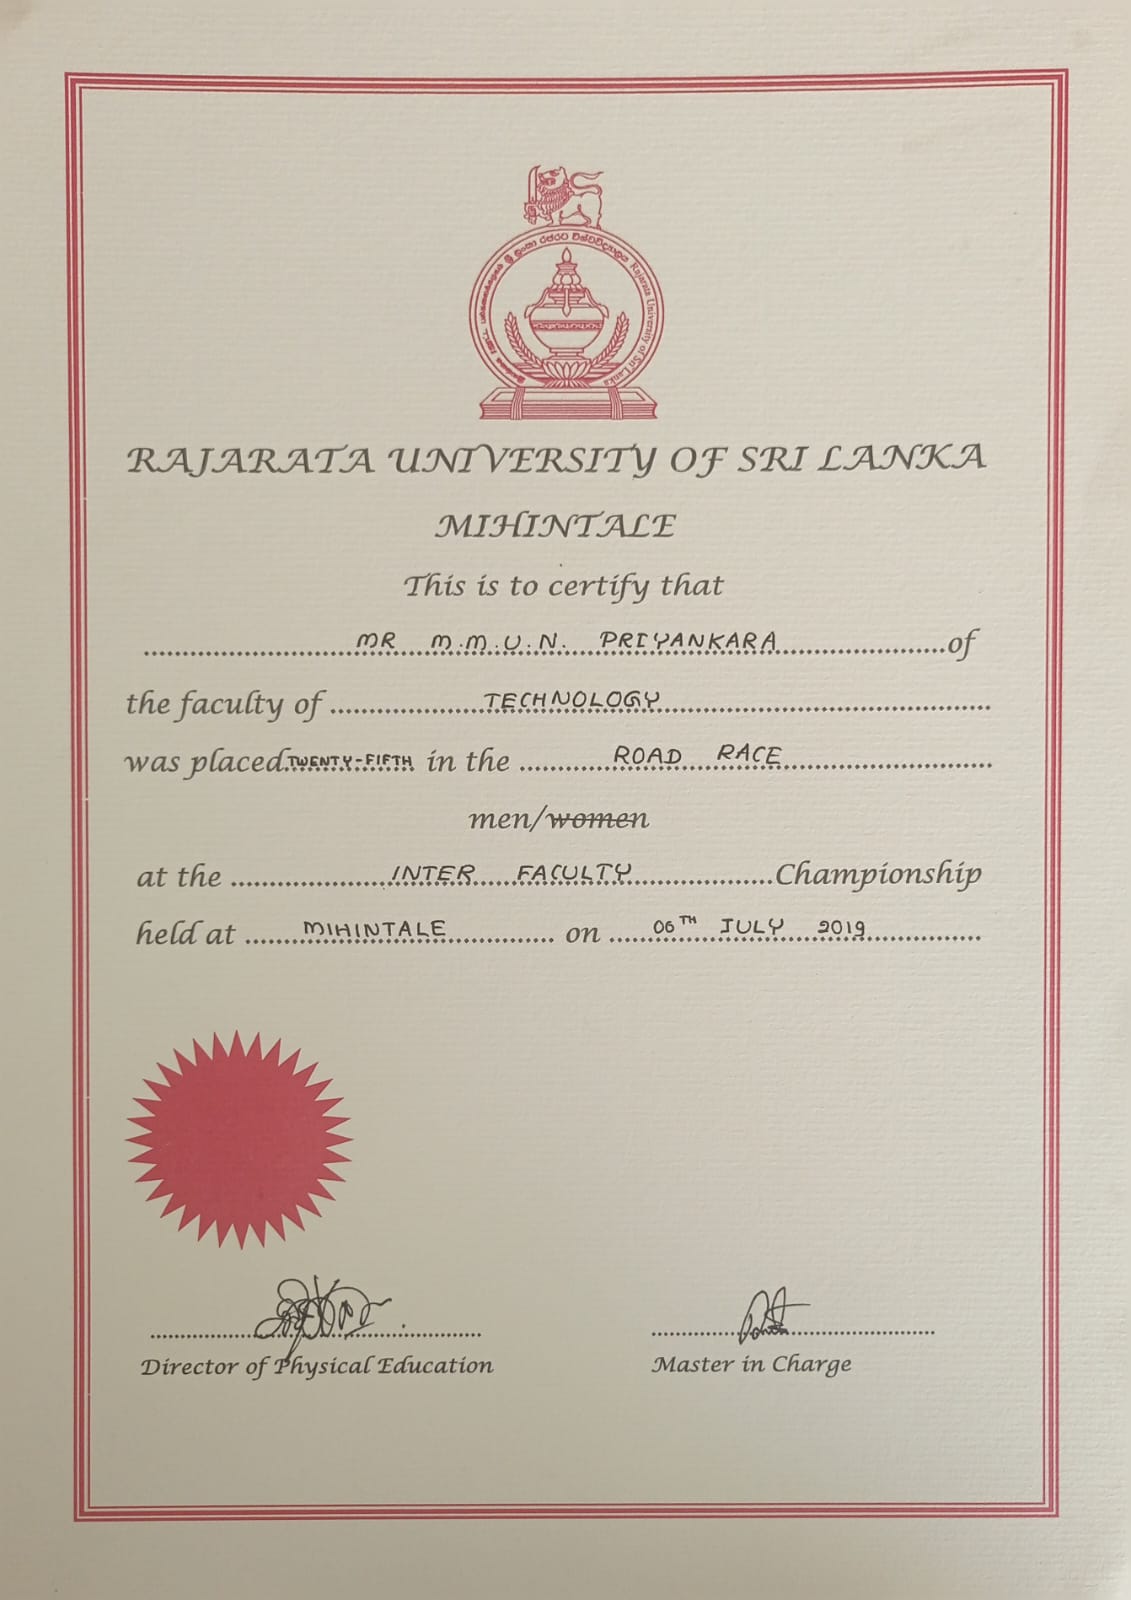 Rajarata University of Sri Lanka
RAJARATA UNIVERSITY OF SRI LANKA
MIHINTALE
This is to certify that
MR M.M.U.N. PRIYANKARA of
the faculty of TECHNOLOGY
was placed TWENTY-FIFTH in the ROAD RACE
men/women
at the INTER FACULTY Championship
held at MIHINTALE on 06TH JULY 2019
Director of Physical Education
Master in Charge